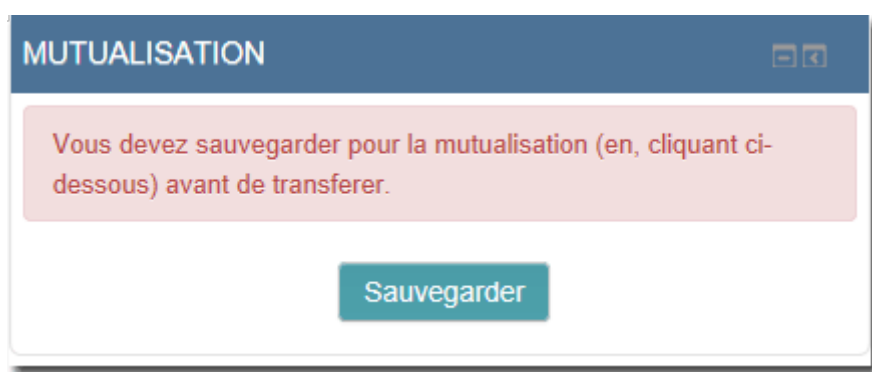 MUTUALISATION
Vous devez sauvegarder pour la mutualisation (en, cliquant ci-
dessous) avant de transferer.
Sauvegarder